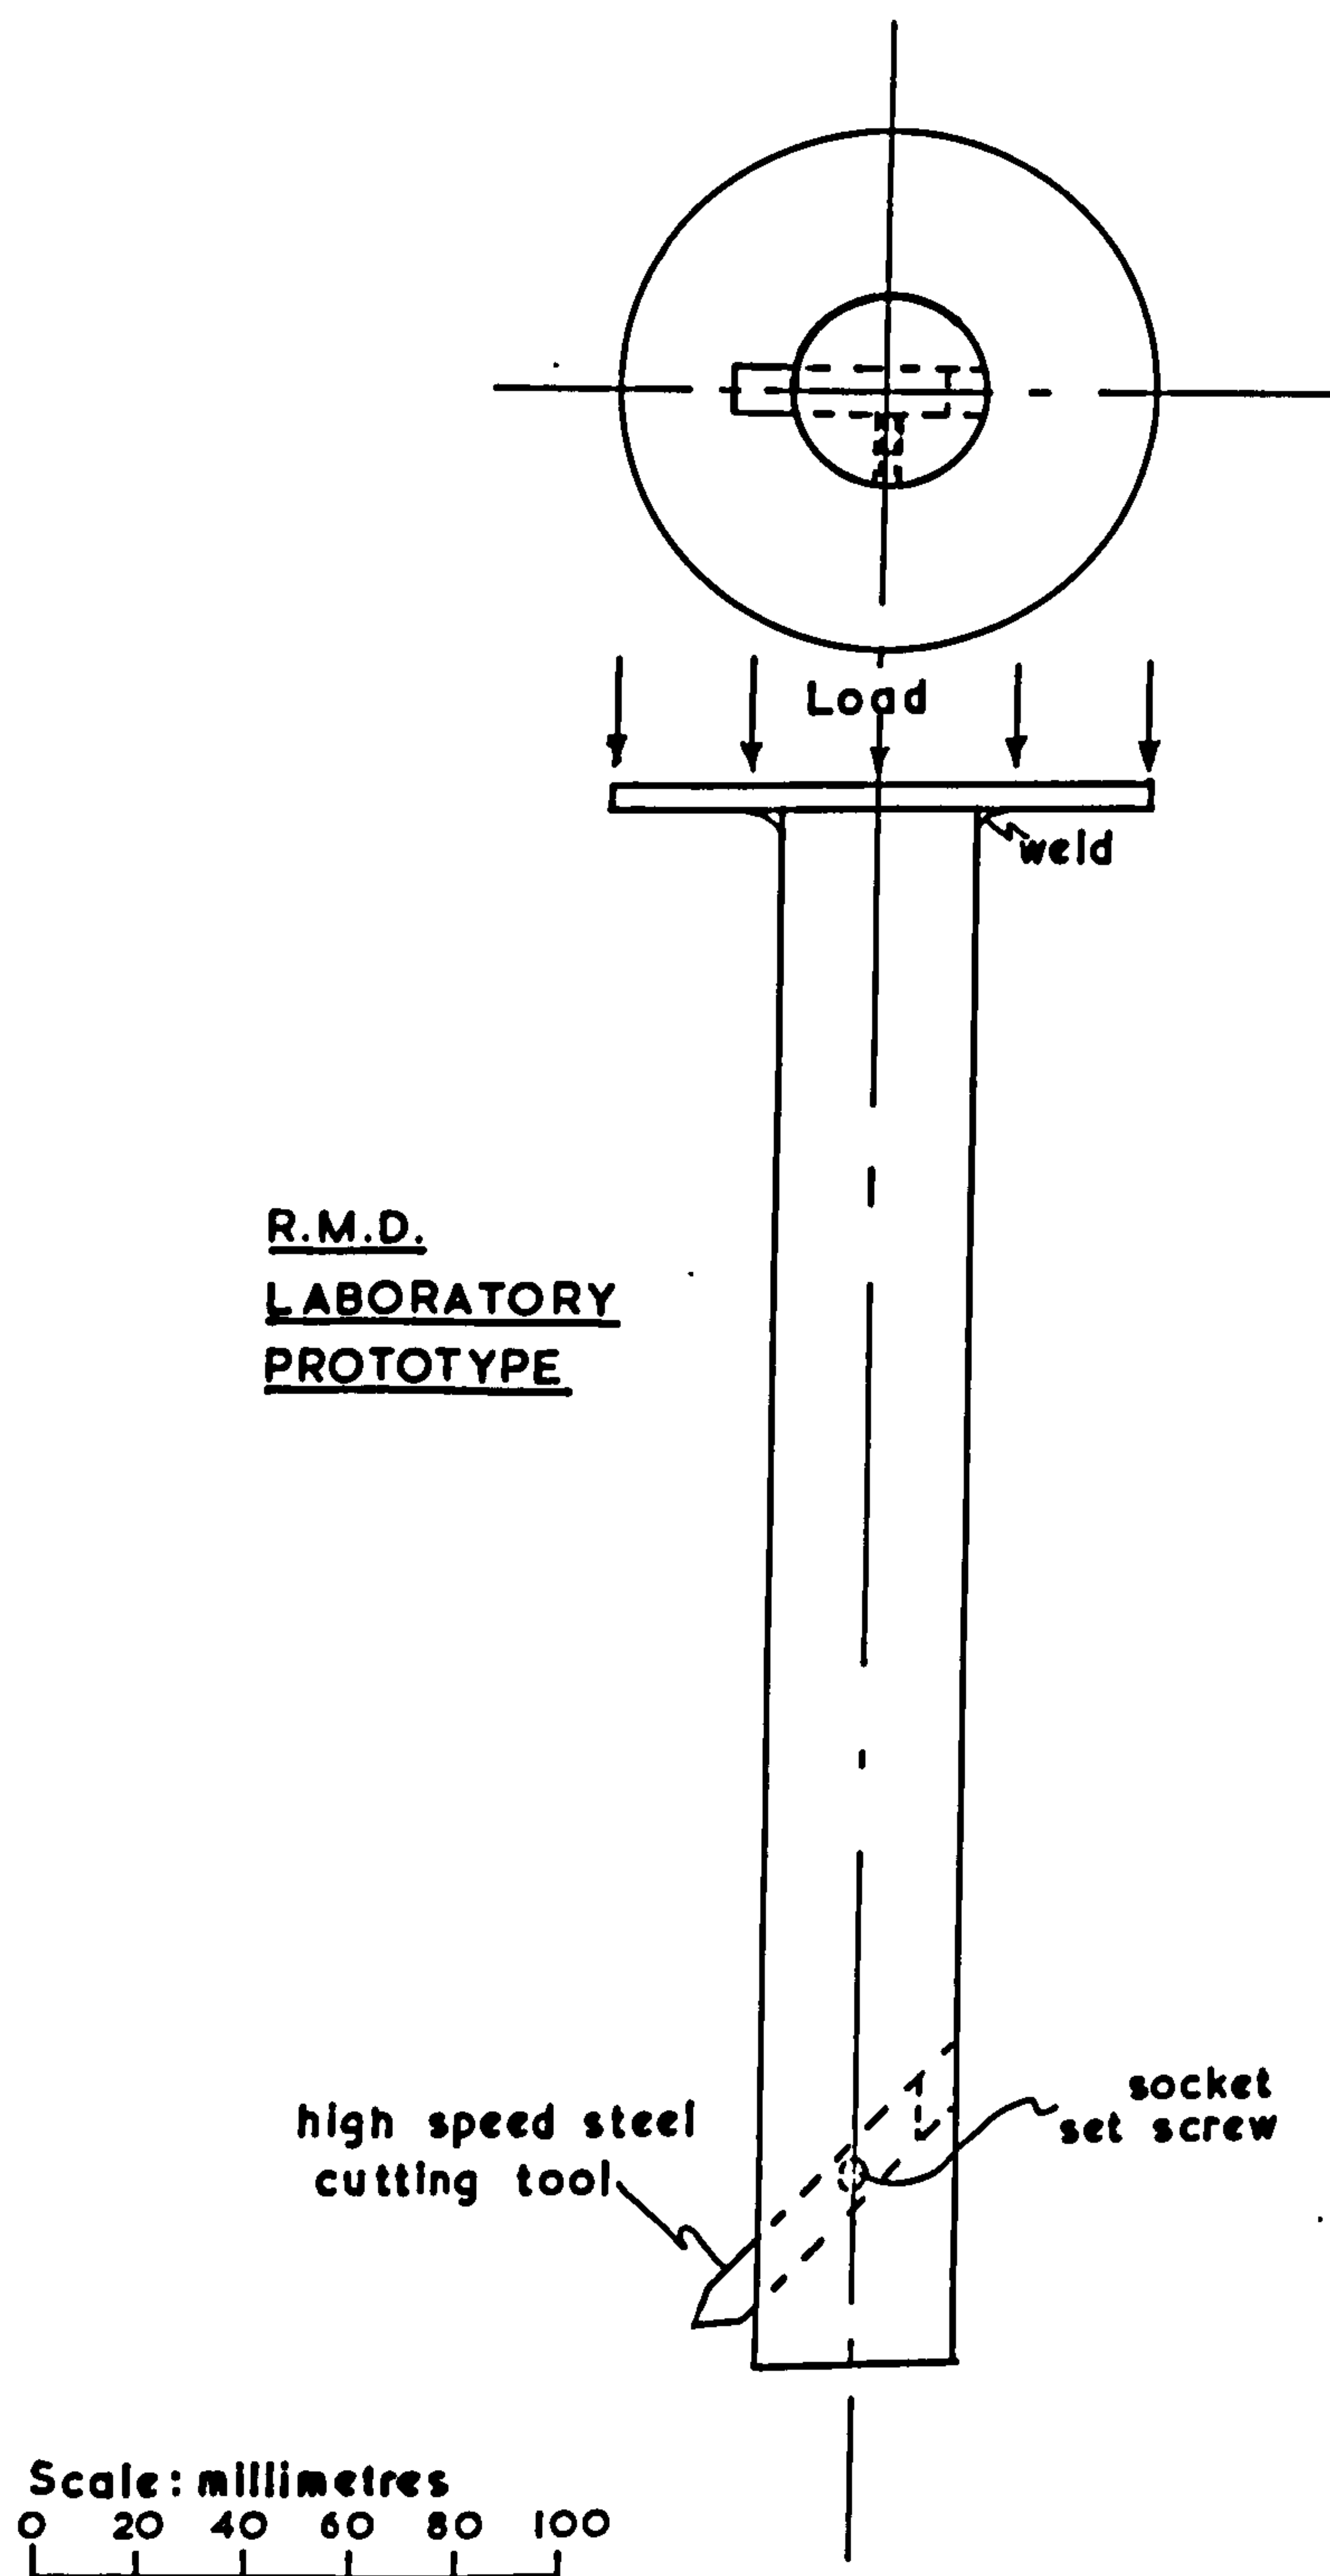 Load
weld
R.M.D.
LABORATORY
PROTOTYPE
high speed steel
cutting tool
socket
set screw
Scale: millimetres
0 20 40 60 80 100